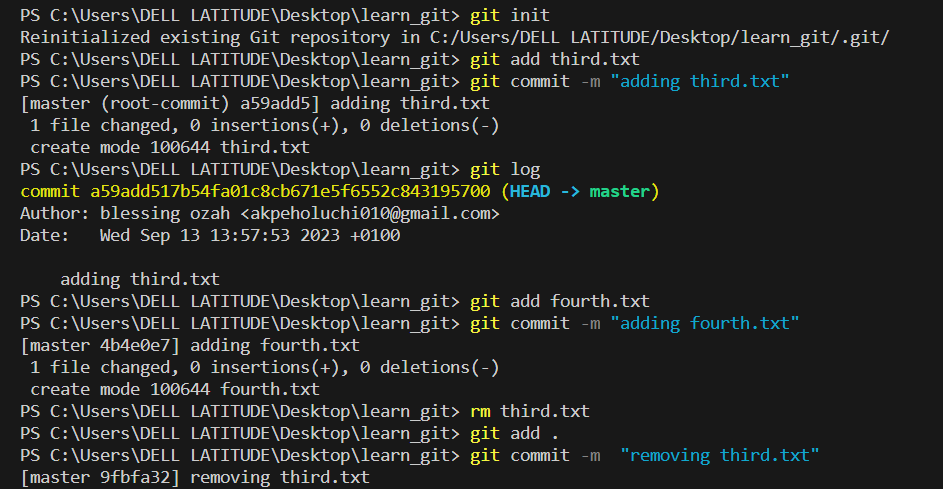 PS C:\Users\DELL LATITUDE\Desktop\learn_git> git init
Reinitialized existing Git repository in C:/Users/DELL LATITUDE/Desktop/learn_git/.git/
PS C:\Users\DELL LATITUDE\Desktop\learn_git> git add third.txt
PS C:\Users\DELL LATITUDE\Desktop\learn_git> git commit -m "adding third.txt"
[master (root-commit) a59add5] adding third.txt
 1 file changed, 0 insertions(+), 0 deletions(-)
 create mode 100644 third.txt
PS C:\Users\DELL LATITUDE\Desktop\learn_git> git log
commit a59add517b54fa01c8cb671e5f6552c843195700 (HEAD -> master)
Author: blessing ozah <akpeholuchi010@gmail.com>
Date:   Wed Sep 13 13:57:53 2023 +0100

    adding third.txt
PS C:\Users\DELL LATITUDE\Desktop\learn_git> git add fourth.txt
PS C:\Users\DELL LATITUDE\Desktop\learn_git> git commit -m "adding fourth.txt"
[master 4b4e0e7] adding fourth.txt
 1 file changed, 0 insertions(+), 0 deletions(-)
 create mode 100644 fourth.txt
PS C:\Users\DELL LATITUDE\Desktop\learn_git> rm third.txt
PS C:\Users\DELL LATITUDE\Desktop\learn_git> git add .
PS C:\Users\DELL LATITUDE\Desktop\learn_git> git commit -m  "removing third.txt"
[master 9fbfa32] removing third.txt